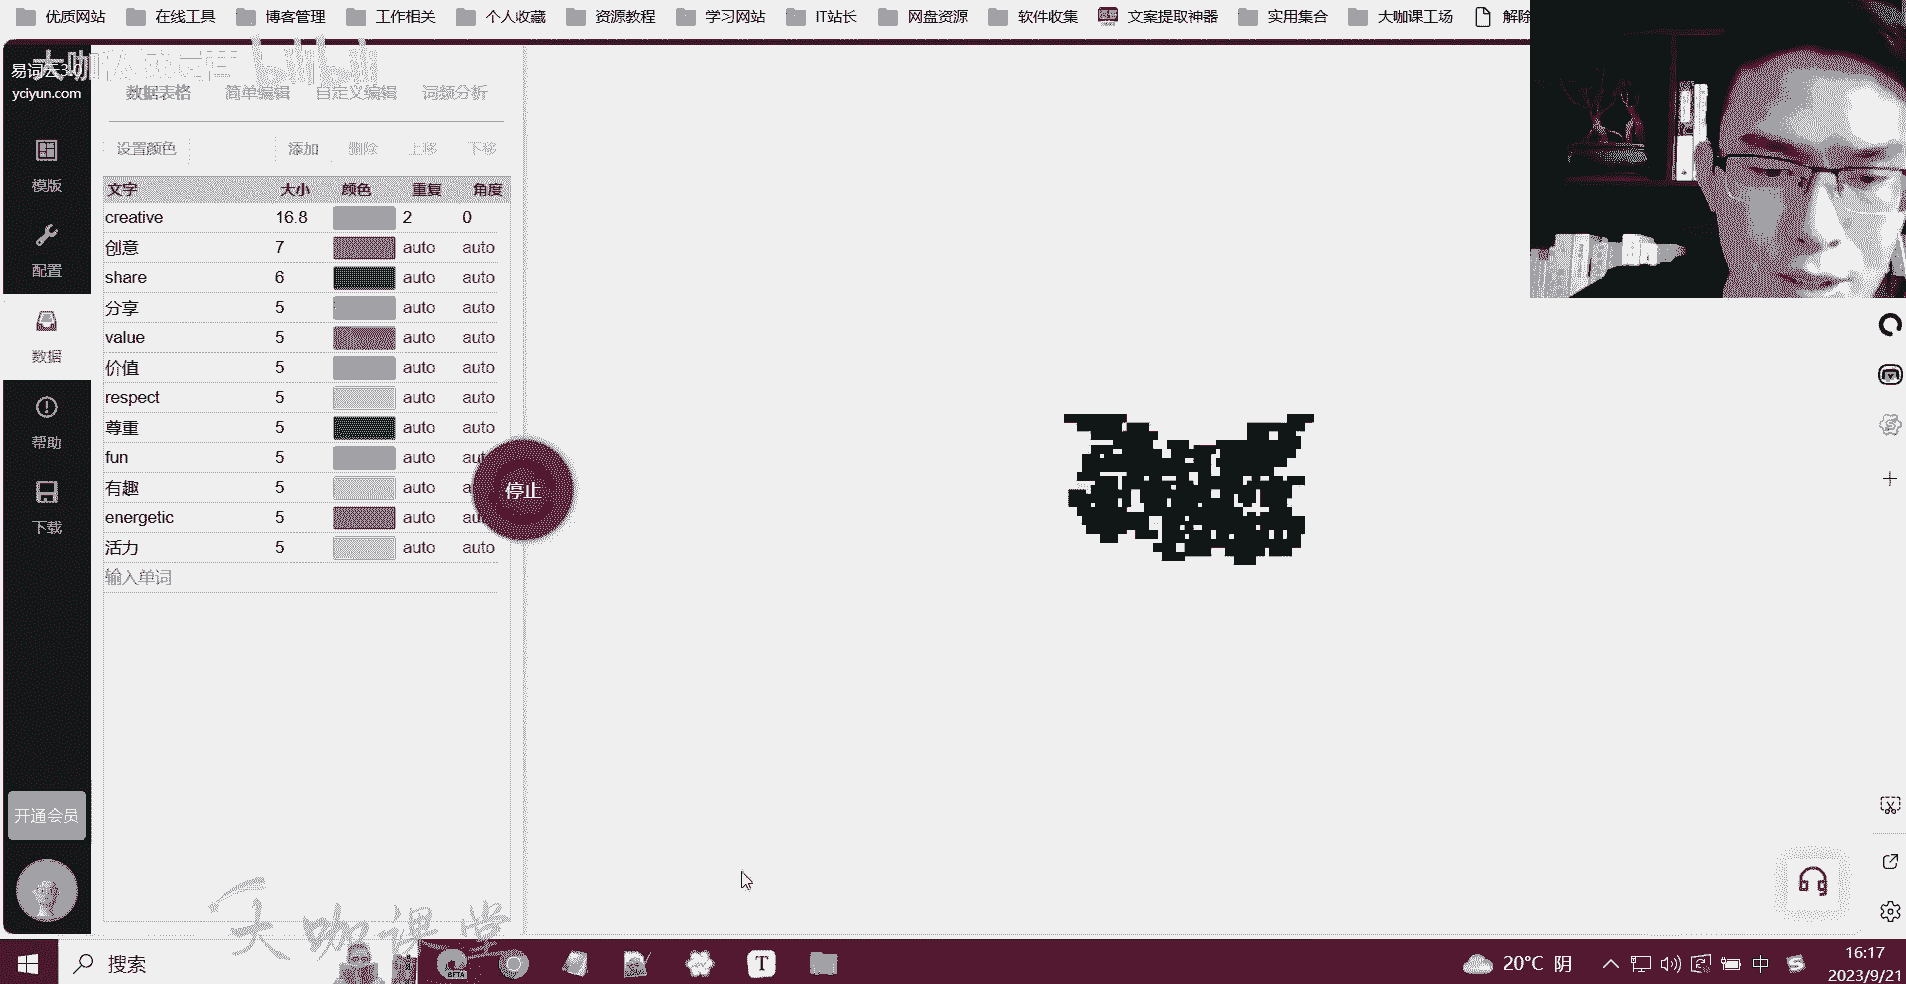 优质网站 在线工具 博客管理 工作相关 个人收藏 资源教程 学习网站 IT站长 网盘资源 软件收集 文案提取神器 实用集合 大咖课工场 解除
易词云3.0
yciyun.com
bilibili
数据表格 简单编辑 自定义编辑 词频分析
设置颜色 添加 删除 上移 下移
模版
配置
数据
帮助
下载
文字 大小 颜色 重复 角度
creative 16.8 2 0
创意 7 auto auto
share 6 auto auto
分享 5 auto auto
value 5 auto auto
价值 5 auto auto
respect 5 auto auto
尊重 5 auto auto
fun 5 auto
有趣 5 auto
energetic 5 auto
活力 5 auto auto
停止
输入单词
开通会员
大咖课堂
搜索
BETA
T
20°C 阴
中
16:17
2023/9/21